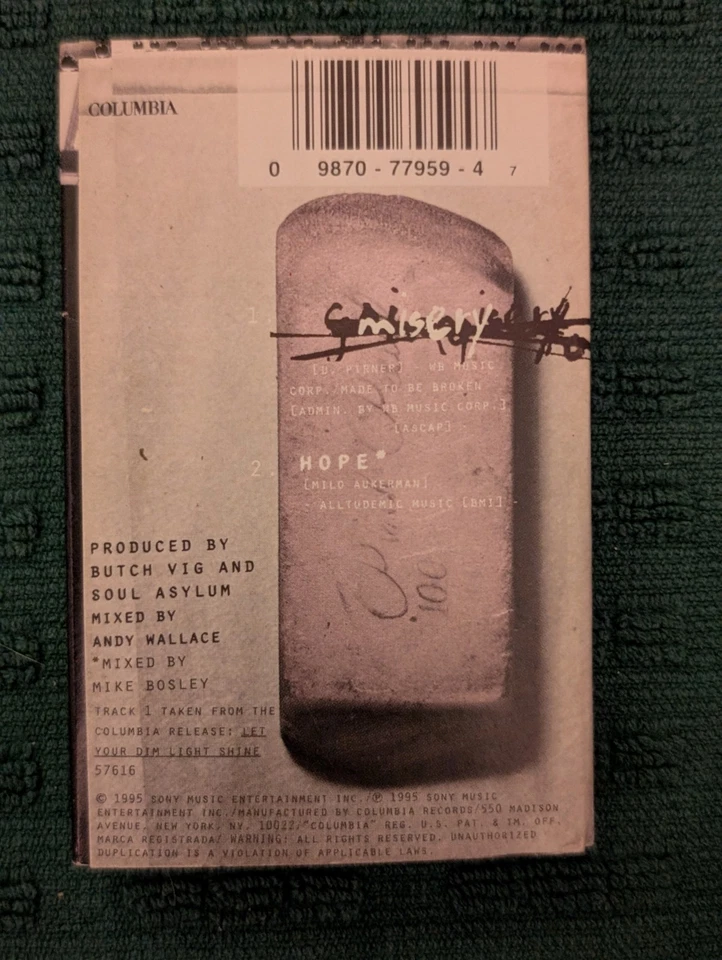 COLUMBIA
0 9870 - 77959 - 4 7
1. misery
[D. PIRNER] - WB MUSIC
CORP. MADE TO BE BROKEN
[ADMIN. BY WB MUSIC CORP.]
[ASCAP] -
2. HOPE*
[MILO AUKERMAN]
- ALLTUDEMIC MUSIC [BMI] -
100
PRODUCED BY
BUTCH VIG AND
SOUL ASYLUM
MIXED BY
ANDY WALLACE
*MIXED BY
MIKE BOSLEY
TRACK 1 TAKEN FROM THE
COLUMBIA RELEASE: LET
YOUR DIM LIGHT SHINE
57616
© 1995 SONY MUSIC ENTERTAINMENT INC./℗ 1995 SONY MUSIC
ENTERTAINMENT INC./MANUFACTURED BY COLUMBIA RECORDS/550 MADISON
AVENUE, NEW YORK, NY. 10022/"COLUMBIA" REG. U.S. PAT. & TM. OFF.
MARCA REGISTRADA/ WARNING: ALL RIGHTS RESERVED. UNAUTHORIZED
DUPLICATION IS A VIOLATION OF APPLICABLE LAWS.